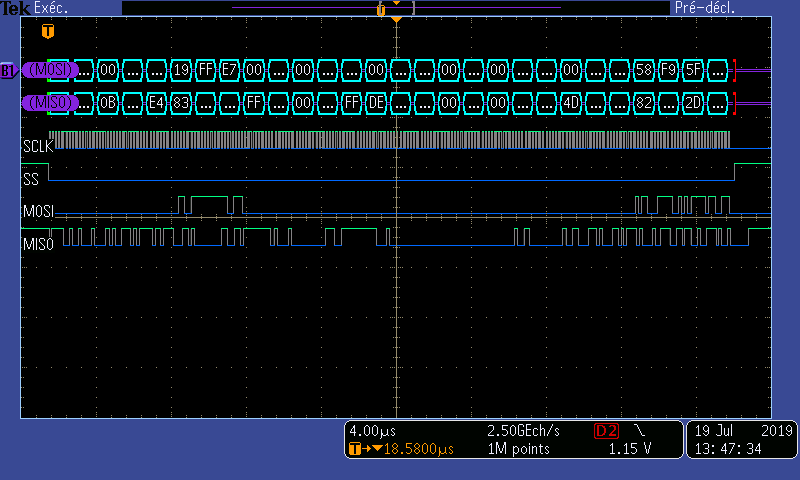 Tek Exéc. Pré-décl.
T
B1 (MOSI) ... 00 ... ... 19 FF E7 00 ... 00 ... 00 ... ... 00 00 ... ... 00 ... ... 58 F9 5F ...
(MISO) ... 0B ... E4 83 ... ... FF ... 00 ... FF DE ... ... 00 00 ... ... 4D ... ... 82 ... 2D ...
SCLK
SS
MOSI
MISO
4.00µs 2.50GEch/s D2 19 Jul 2019
T→▼18.5800µs 1M points 1.15 V 13:47:34